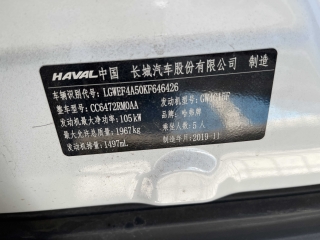 HAVAL 中国 长城汽车股份有限公司 制造
车辆识别代号: LGWEF4A50KF646426
整车型号: CC6472RM0AA 发动机型号:
发动机最大净功率: 105kW 品牌: 哈弗牌
最大允许总质量: 1967kg 乘坐人数: 5人
发动机排量: 1497mL 制造年月: 2019-11